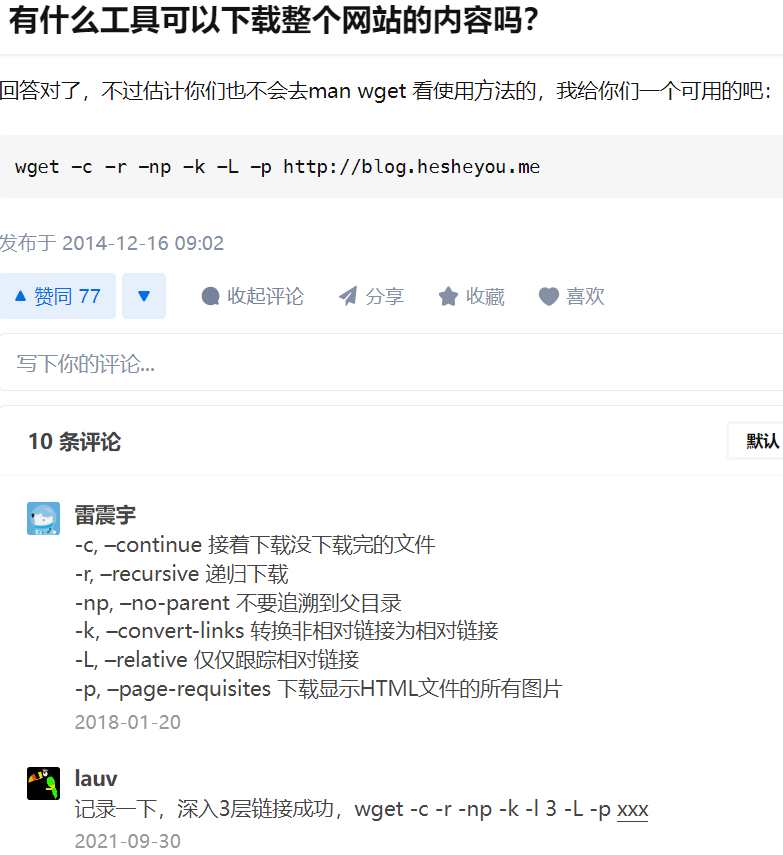 有什么工具可以下载整个网站的内容吗？
回答对了，不过估计你们也不会去man wget 看使用方法的，我给你们一个可用的吧：
wget -c -r -np -k -L -p http://blog.hesheyou.me
发布于 2014-12-16 09:02
赞同 77 收起评论 分享 收藏 喜欢
写下你的评论...
10 条评论 默认
雷震宇
-c, –continue 接着下载没下载完的文件
-r, –recursive 递归下载
-np, –no-parent 不要追溯到父目录
-k, –convert-links 转换非相对链接为相对链接
-L, –relative 仅仅跟踪相对链接
-p, –page-requisites 下载显示HTML文件的所有图片
2018-01-20
lauv
记录一下，深入3层链接成功，wget -c -r -np -k -l 3 -L -p xxx
2021-09-30